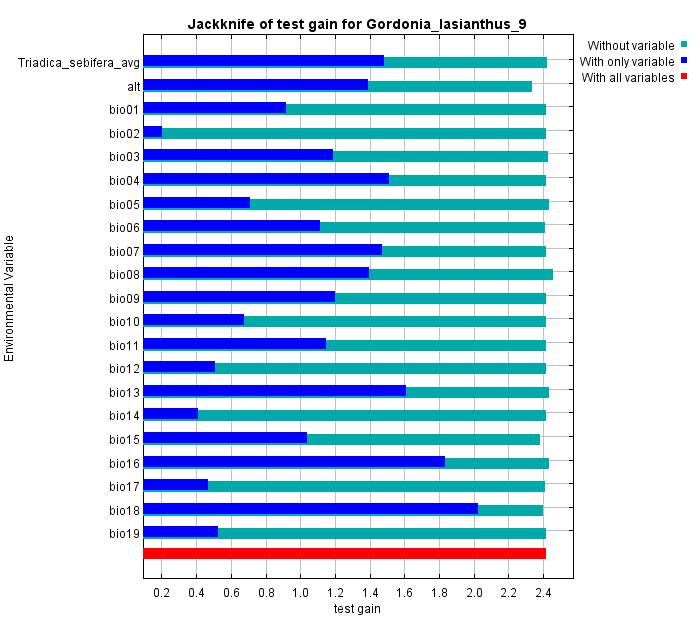 Jackknife of test gain for Gordonia_lasianthus_9
Without variable
With only variable
With all variables
Environmental Variable
Triadica_sebifera_avg
alt
bio01
bio02
bio03
bio04
bio05
bio06
bio07
bio08
bio09
bio10
bio11
bio12
bio13
bio14
bio15
bio16
bio17
bio18
bio19
0.2 0.4 0.6 0.8 1.0 1.2 1.4 1.6 1.8 2.0 2.2 2.4
test gain